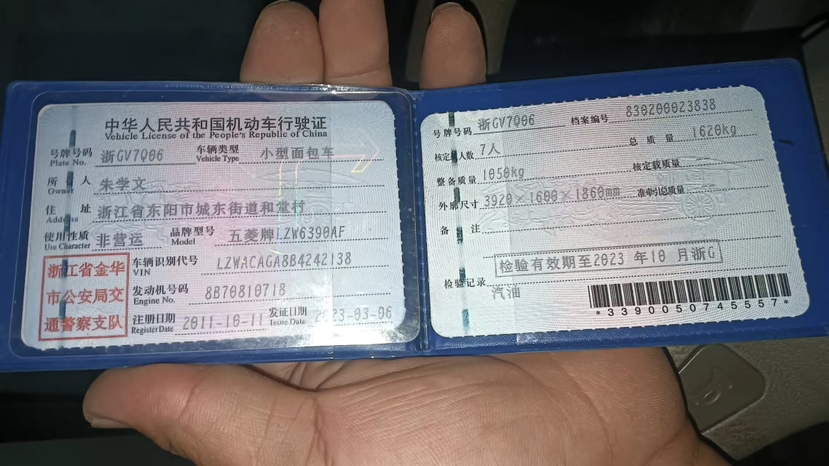 中华人民共和国机动车行驶证
Vehicle License of the People's Republic of China
号牌号码 Plate No. 浙GV7Q06 车辆类型 Vehicle Type 小型面包车
所有人 Owner 朱学文
住址 Address 浙江省东阳市城东街道和堂行
使用性质 Use Character 非营运 品牌型号 Model 五菱牌LZW6390AF
浙江省金华市公安局交通警察支队
车辆识别代号 VIN LZWACAGA8B4242138
发动机号码 Engine No. 8B70810718
注册日期 Register Date 2011-10-11 发证日期 Issue Date 2023-03-06
号牌号码 浙GV7Q06 档案编号 830200023838
核定载人数 7人 总质量 1620kg
整备质量 1050kg 核定载质量
外廓尺寸 3920×1600×1860mm 准牵引总质量
备注
检验有效期至2023年10月浙G
检验记录
汽油
*3390050745557*